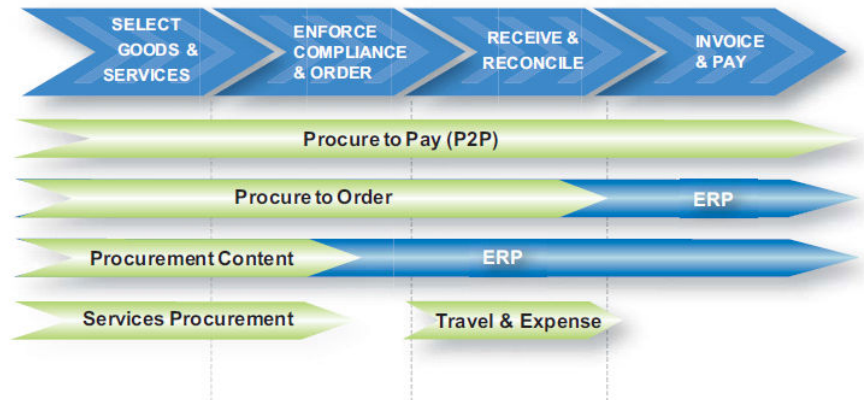 SELECT
GOODS &
SERVICES
ENFORCE
COMPLIANCE
& ORDER
RECEIVE &
RECONCILE
INVOICE
& PAY
Procure to Pay (P2P)
Procure to Order
ERP
Procurement Content
ERP
Services Procurement
Travel & Expense